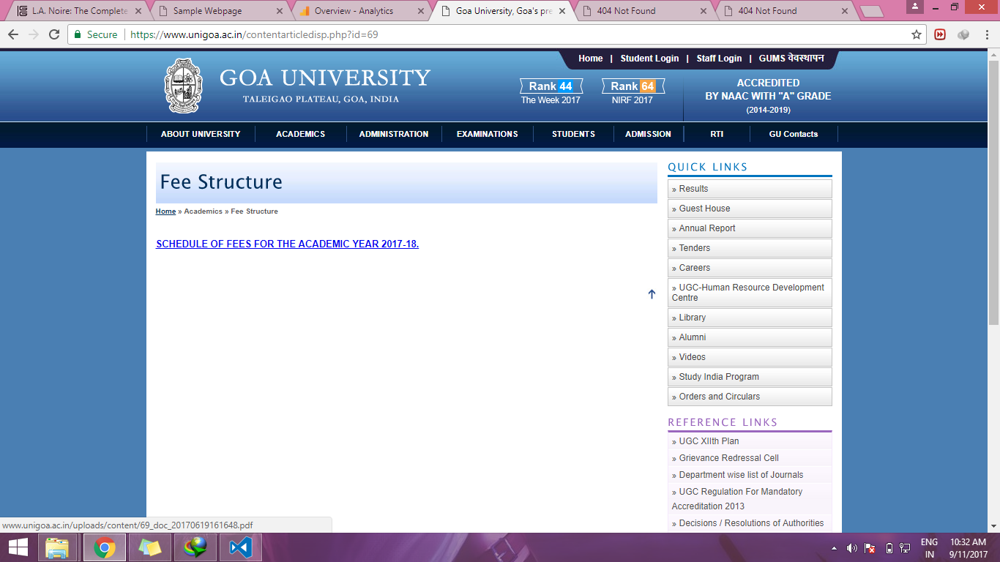 L.A. Noire: The Complete
Sample Webpage
Overview - Analytics
Goa University, Goa's pre
404 Not Found
404 Not Found
Secure
https://www.unigoa.ac.in/contentarticledisp.php?id=69
Home | Student Login | Staff Login | GUMS वेवस्थापन
GOA UNIVERSITY
TALEIGAO PLATEAU, GOA, INDIA
Rank 44
The Week 2017
Rank 64
NIRF 2017
ACCREDITED
BY NAAC WITH "A" GRADE
(2014-2019)
ABOUT UNIVERSITY
ACADEMICS
ADMINISTRATION
EXAMINATIONS
STUDENTS
ADMISSION
RTI
GU Contacts
Fee Structure
Home » Academics » Fee Structure
SCHEDULE OF FEES FOR THE ACADEMIC YEAR 2017-18.
QUICK LINKS
» Results
» Guest House
» Annual Report
» Tenders
» Careers
» UGC-Human Resource Development
Centre
» Library
» Alumni
» Videos
» Study India Program
» Orders and Circulars
REFERENCE LINKS
» UGC XIIth Plan
» Grievance Redressal Cell
» Department wise list of Journals
» UGC Regulation For Mandatory
Accreditation 2013
» Decisions / Resolutions of Authorities
www.unigoa.ac.in/uploads/content/69_doc_20170619161648.pdf
ENG
IN
10:32 AM
9/11/2017